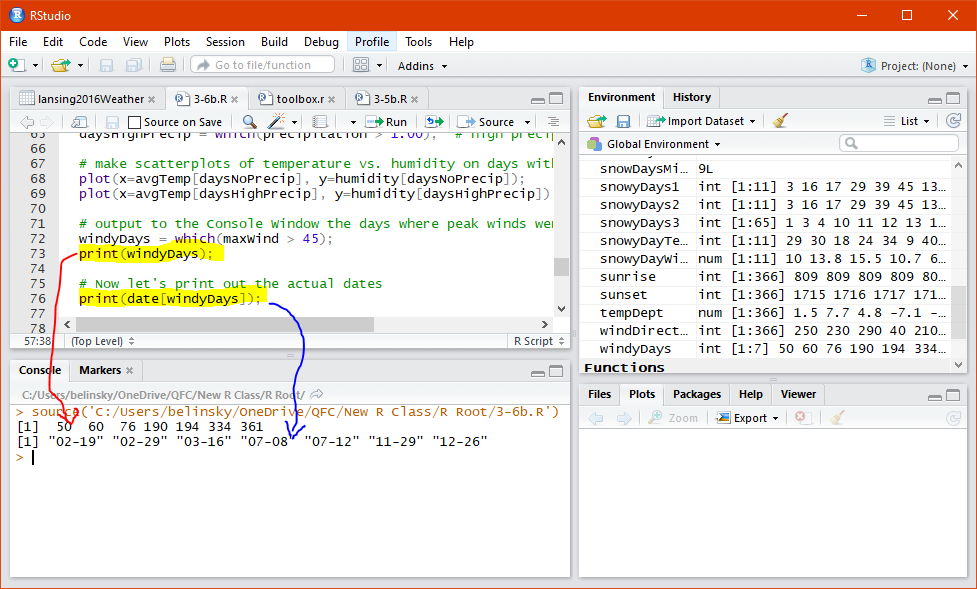 RStudio
File Edit Code View Plots Session Build Debug Profile Tools Help
Go to file/function Addins Project: (None)
lansing2016Weather 3-6b.R toolbox.r 3-5b.R
Source on Save Run Source
65 daysHighPrecip = which(precipitation > 1.00); # high precip
66
67 # make scatterplots of temperature vs. humidity on days with
68 plot(x=avgTemp[daysNoPrecip], y=humidity[daysNoPrecip]);
69 plot(x=avgTemp[daysHighPrecip], y=humidity[daysHighPrecip])
70
71 # output to the Console Window the days where peak winds wer
72 windyDays = which(maxWind > 45);
73 print(windyDays);
74
75 # Now let's print out the actual dates
76 print(date[windyDays]);
77
78
57:38 (Top Level) R Script
Console Markers
C:/Users/belinsky/OneDrive/QFC/New R Class/R Root/
> source('C:/Users/belinsky/OneDrive/QFC/New R Class/R Root/3-6b.R')
[1] 50 60 76 190 194 334 361
[1] "02-19" "02-29" "03-16" "07-08" "07-12" "11-29" "12-26"
>
Environment History
Import Dataset List
Global Environment
snowDaysMi… 9L
snowyDays1 int [1:11] 3 16 17 29 39 45 13…
snowyDays2 int [1:11] 3 16 17 29 39 45 13…
snowyDays3 int [1:65] 1 3 4 10 11 12 13 1…
snowyDayTe… int [1:11] 29 30 18 24 34 9 40…
snowyDayWi… num [1:11] 10 13.8 15.5 10.7 6…
sunrise int [1:366] 809 809 809 809 80…
sunset int [1:366] 1715 1716 1717 171…
tempDept num [1:366] 1.5 7.7 4.8 -7.1 -…
windDirect… int [1:366] 250 230 290 40 210…
windyDays int [1:7] 50 60 76 190 194 334…
Functions
Files Plots Packages Help Viewer
Zoom Export